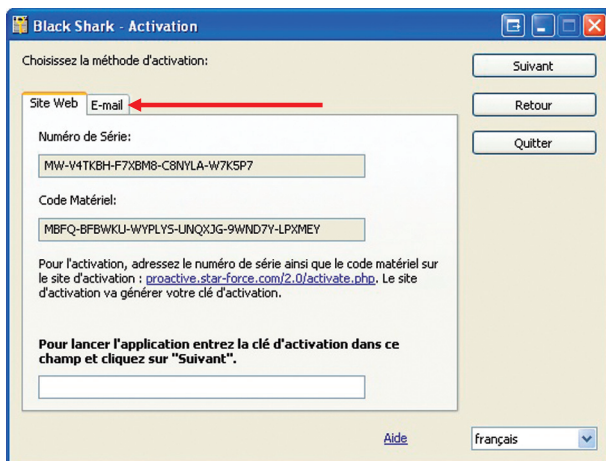 Black Shark - Activation
Choisissez la méthode d'activation:
Suivant
Site Web
E-mail
Retour
Numéro de Série:
Quitter
MW-V4TKBH-F7XBM8-C8NYLA-W7K5P7
Code Matériel:
MBFQ-BFBWKU-WYPLYS-UNQXJG-9WND7Y-LPXMEY
Pour l'activation, adressez le numéro de série ainsi que le code matériel sur
le site d'activation : proactive.star-force.com/2.0/activate.php. Le site
d'activation va générer votre clé d'activation.
Pour lancer l'application entrez la clé d'activation dans ce
champ et cliquez sur "Suivant".
Aide
français